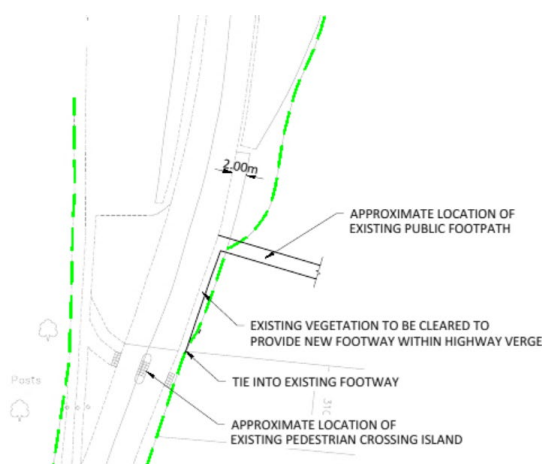 2.00m
APPROXIMATE LOCATION OF
EXISTING PUBLIC FOOTPATH
EXISTING VEGETATION TO BE CLEARED TO
PROVIDE NEW FOOTWAY WITHIN HIGHWAY VERGE
TIE INTO EXISTING FOOTWAY
Posts
APPROXIMATE LOCATION OF
EXISTING PEDESTRIAN CROSSING ISLAND